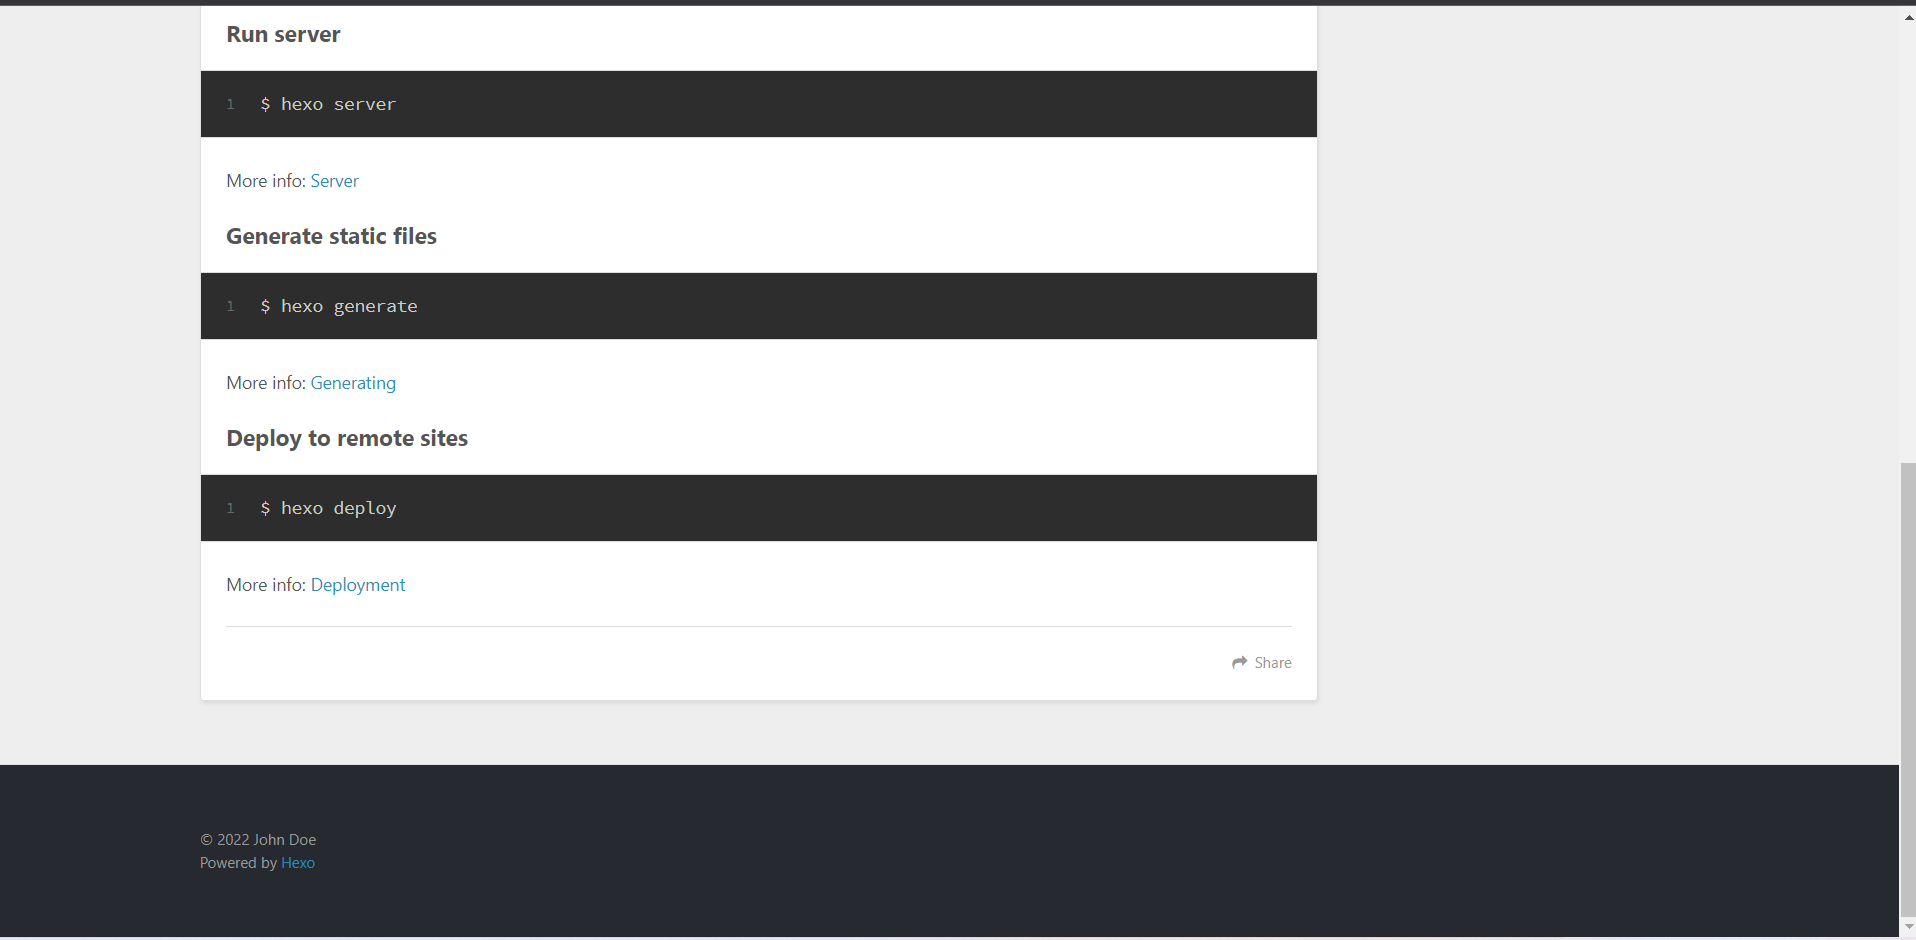 Run server
1 $ hexo server
More info: Server
Generate static files
1 $ hexo generate
More info: Generating
Deploy to remote sites
1 $ hexo deploy
More info: Deployment
Share
© 2022 John Doe
Powered by Hexo